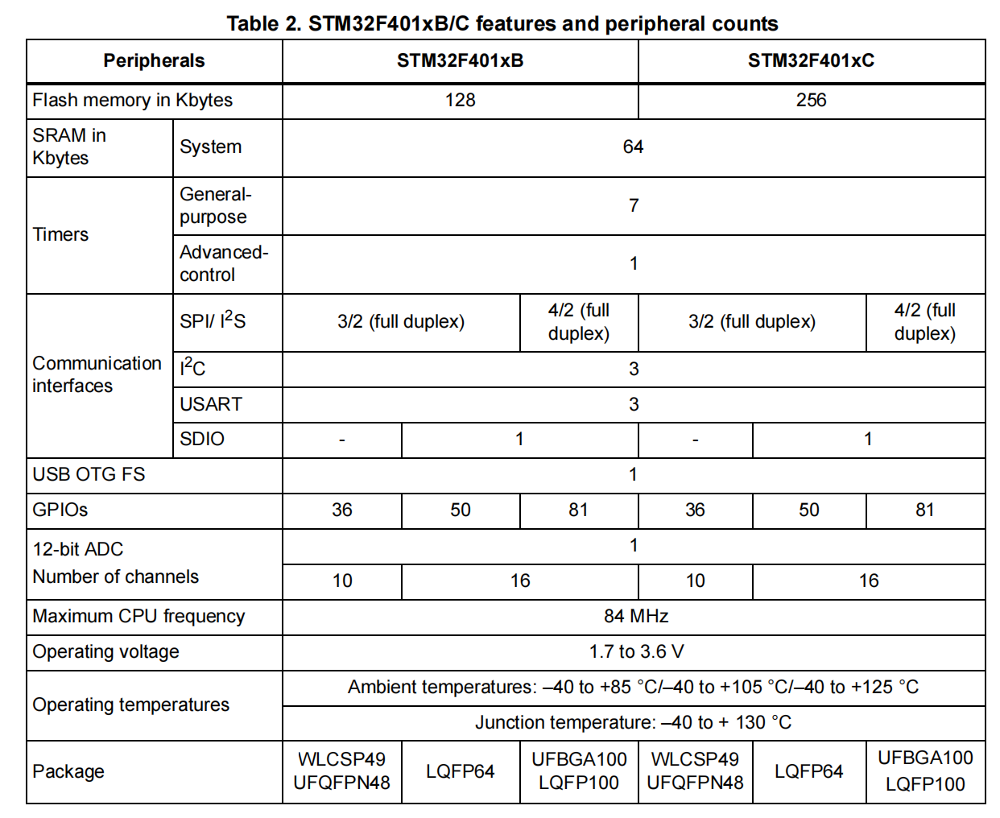 Table 2. STM32F401xB/C features and peripheral counts
Peripherals STM32F401xB STM32F401xC
Flash memory in Kbytes 128 256
SRAM in Kbytes System 64
Timers General-purpose 7
Advanced-control 1
Communication interfaces SPI/ I2S 3/2 (full duplex) 4/2 (full duplex) 3/2 (full duplex) 4/2 (full duplex)
I2C 3
USART 3
SDIO - 1 - 1
USB OTG FS 1
GPIOs 36 50 81 36 50 81
12-bit ADC 1
Number of channels 10 16 10 16
Maximum CPU frequency 84 MHz
Operating voltage 1.7 to 3.6 V
Operating temperatures Ambient temperatures: –40 to +85 °C/–40 to +105 °C/–40 to +125 °C
Junction temperature: –40 to + 130 °C
Package WLCSP49 UFQFPN48 LQFP64 UFBGA100 LQFP100 WLCSP49 UFQFPN48 LQFP64 UFBGA100 LQFP100